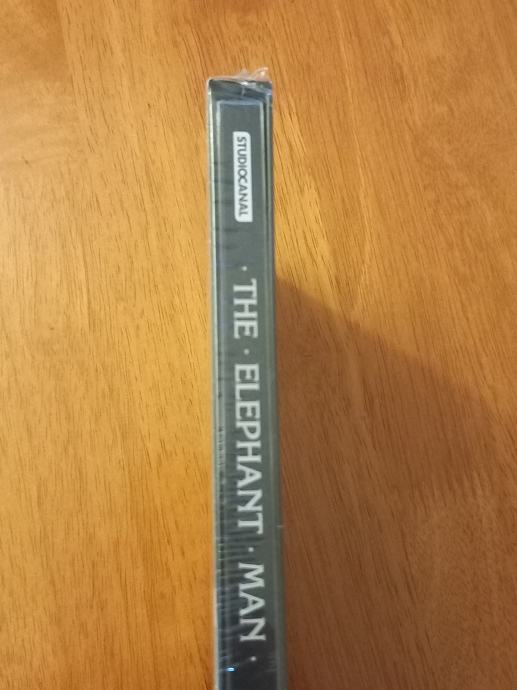 STUDIOCANAL
· THE · ELEPHANT · MAN ·